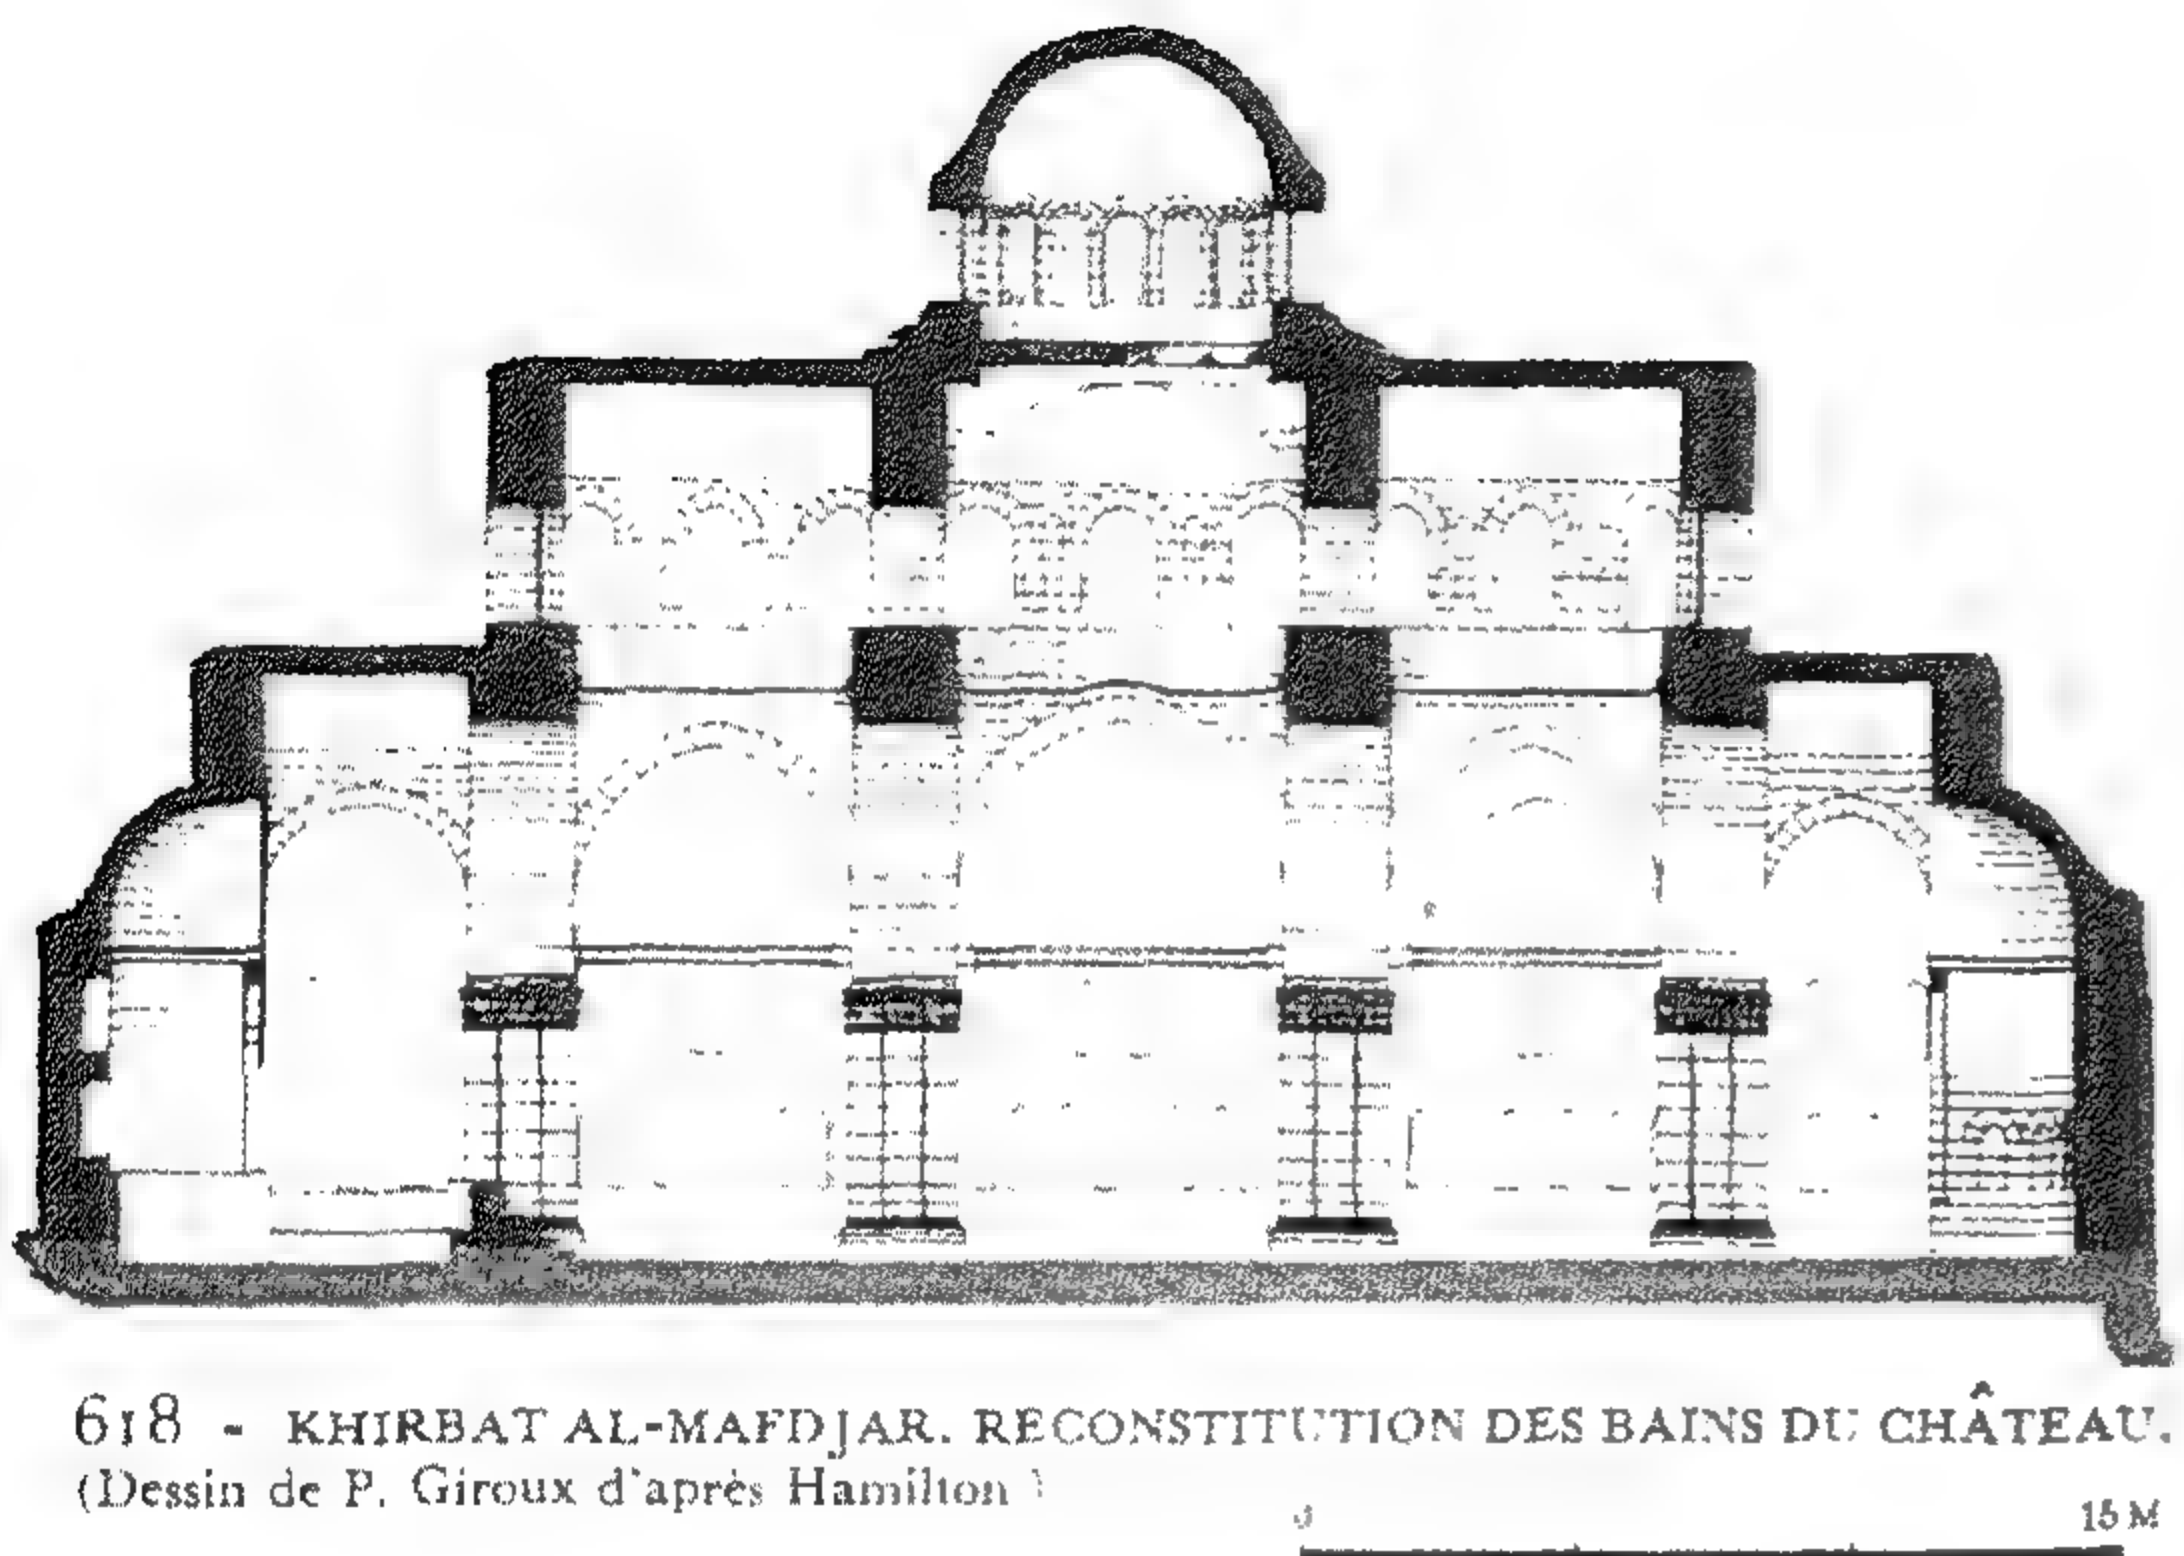 618 - KHIRBAT AL-MAFDJAR. RECONSTITUTION DES BAINS DU CHÂTEAU.
(Dessin de P. Giroux d'après Hamilton)
0 15 M